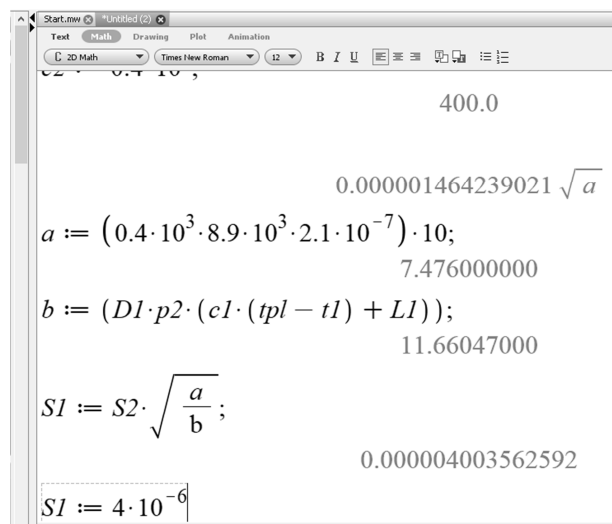 Start.mw *Untitled (2)
Text Math Drawing Plot Animation
C 2D Math Times New Roman 12 B I U
400.0
0.000001464239021 √a
a := (0.4·10^3·8.9·10^3·2.1·10^-7)·10;
7.476000000
b := (D1·p2·(c1·(tpl − t1) + L1));
11.66047000
S1 := S2·√(a/b);
0.000004003562592
S1 := 4·10^-6